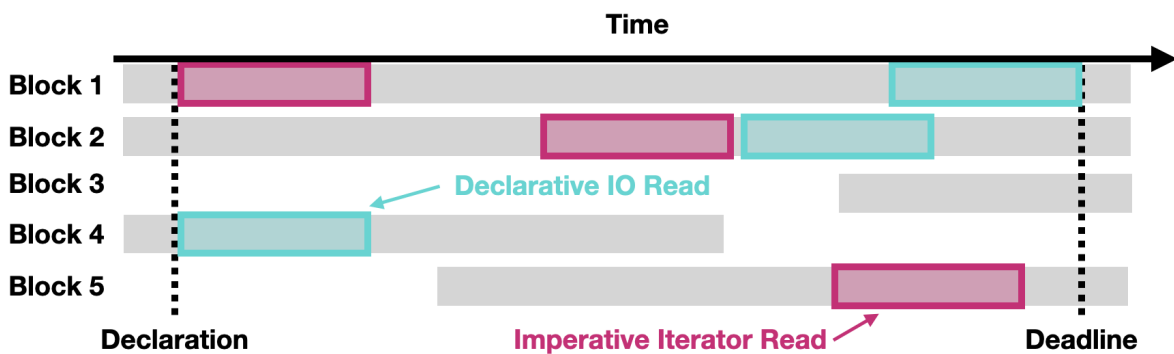 Time
Block 1
Block 2
Block 3
Declarative IO Read
Block 4
Block 5
Declaration
Imperative Iterator Read
Deadline